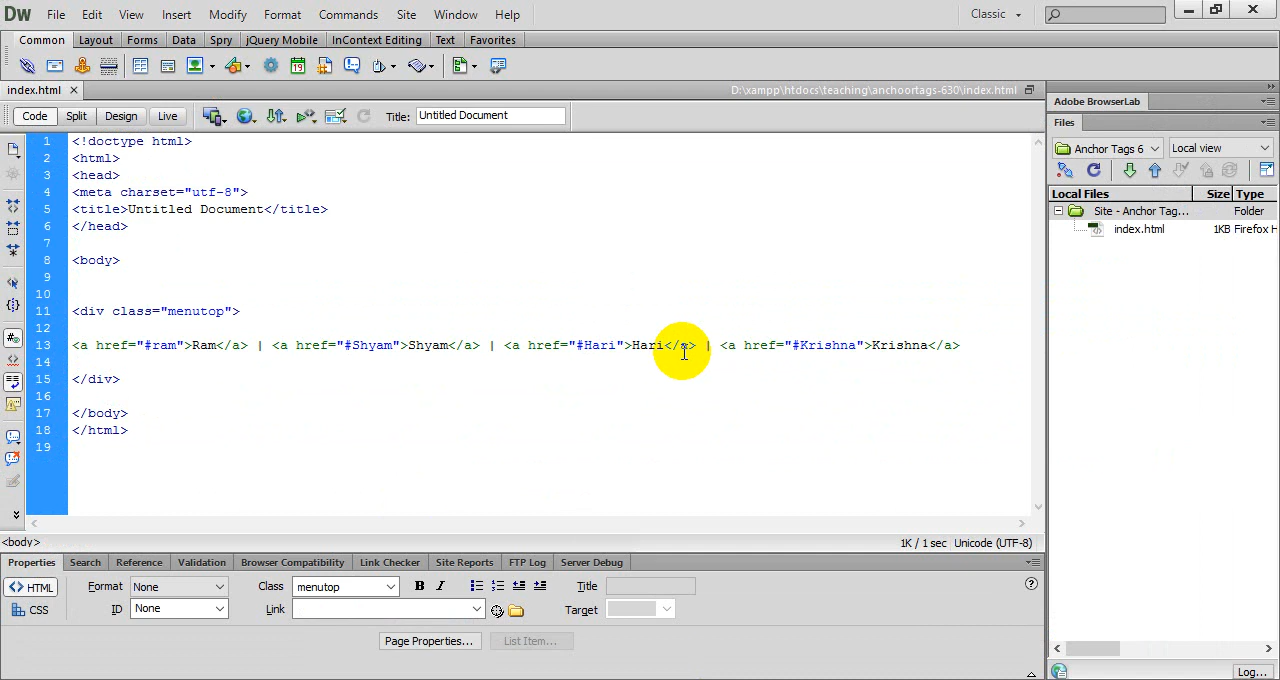 Dw File Edit View Insert Modify Format Commands Site Window Help Classic
Common Layout Forms Data Spry jQuery Mobile InContext Editing Text Favorites
index.html D:\xampp\htdocs\teaching\anchoortags-630\index.html
Code Split Design Live Title: Untitled Document
1 <!doctype html>
2 <html>
3 <head>
4 <meta charset="utf-8">
5 <title>Untitled Document</title>
6 </head>
7
8 <body>
9
10
11 <div class="menutop">
12
13 <a href="#ram">Ram</a> | <a href="#Shyam">Shyam</a> | <a href="#Hari">Hari</a> | <a href="#Krishna">Krishna</a>
14
15 </div>
16
17 </body>
18 </html>
19
<body> 1K / 1 sec Unicode (UTF-8)
Properties Search Reference Validation Browser Compatibility Link Checker Site Reports FTP Log Server Debug
<> HTML Format None Class menutop B I Title
CSS ID None Link Target
Page Properties... List Item...
Adobe BrowserLab
Files
Anchor Tags 6 Local view
Local Files Size Type
Site - Anchor Tag... Folder
index.html 1KB Firefox H
Log...